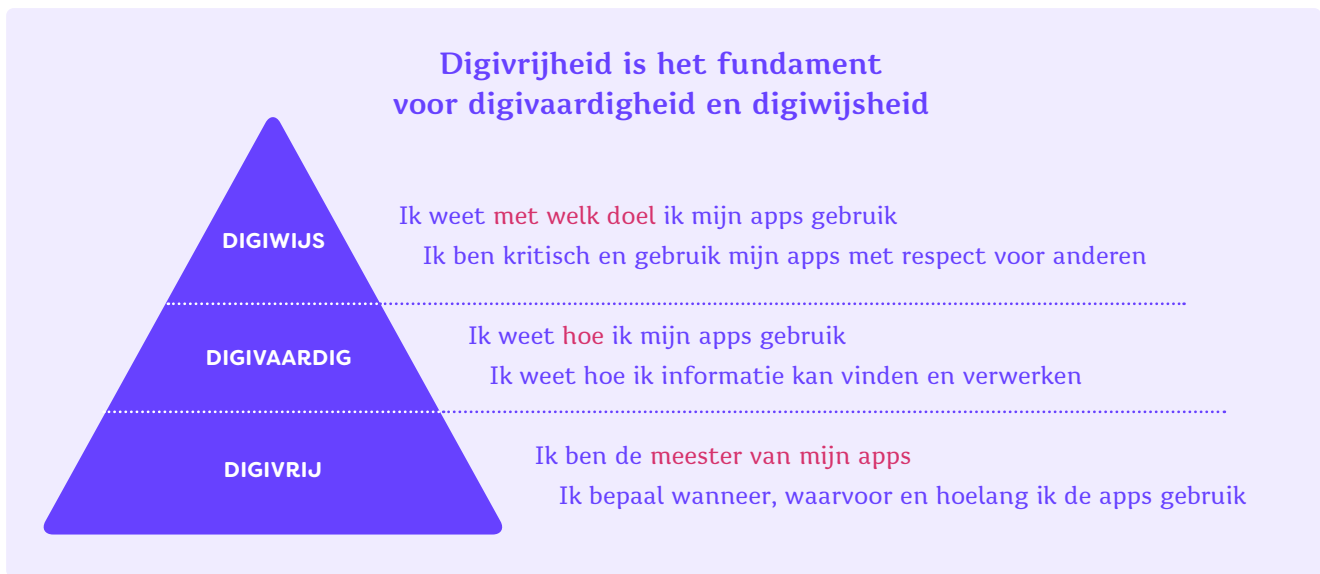 Digivrijheid is het fundament
voor digivaardigheid en digiwijsheid
DIGIWIJS
Ik weet met welk doel ik mijn apps gebruik
Ik ben kritisch en gebruik mijn apps met respect voor anderen
DIGIVAARDIG
Ik weet hoe ik mijn apps gebruik
Ik weet hoe ik informatie kan vinden en verwerken
DIGIVRIJ
Ik ben de meester van mijn apps
Ik bepaal wanneer, waarvoor en hoelang ik de apps gebruik